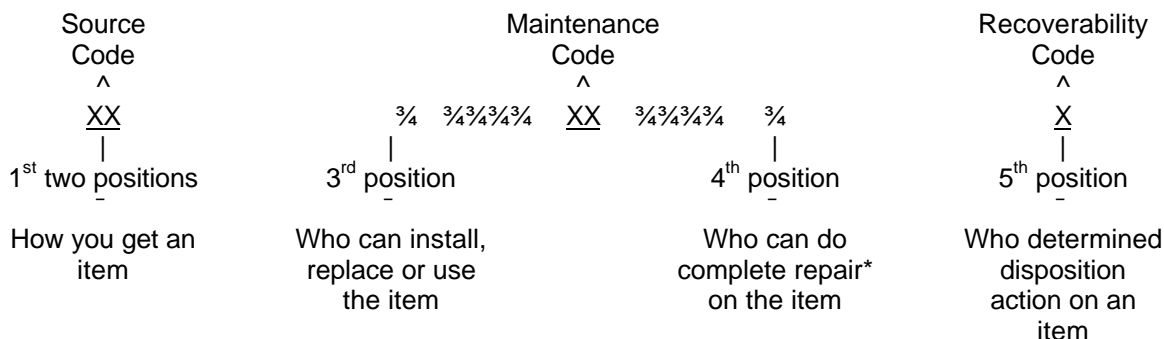 Source Maintenance Recoverability
Code Code Code
^ ^ ^
XX ¾ ¾¾¾¾ XX ¾¾¾¾ ¾ X
| | | |
1st two positions 3rd position 4th position 5th position
How you get an Who can install, Who can do Who determined
item replace or use complete repair* disposition
the item on the item action on an
item